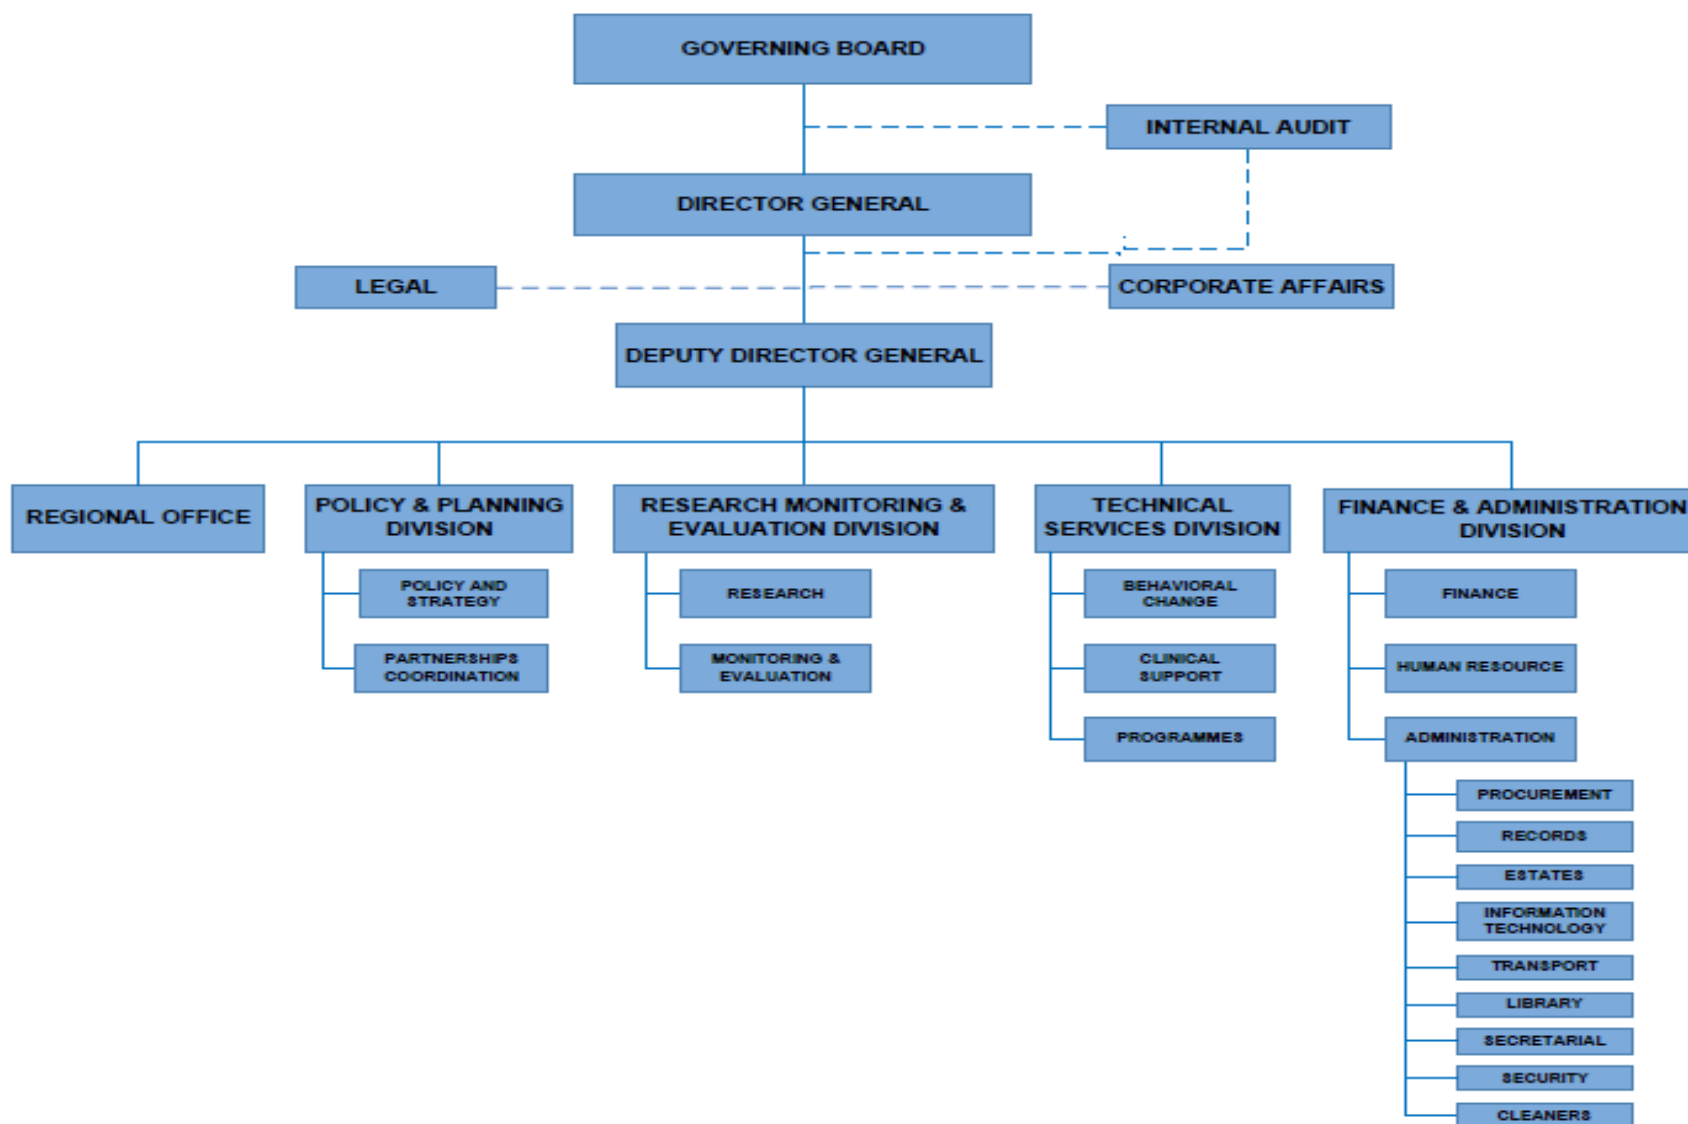 GOVERNING BOARD
INTERNAL AUDIT
DIRECTOR GENERAL
LEGAL
CORPORATE AFFAIRS
DEPUTY DIRECTOR GENERAL
REGIONAL OFFICE
POLICY & PLANNING
DIVISION
RESEARCH MONITORING &
EVALUATION DIVISION
TECHNICAL
SERVICES DIVISION
FINANCE & ADMINISTRATION
DIVISION
POLICY AND
STRATEGY
PARTNERSHIPS
COORDINATION
RESEARCH
MONITORING &
EVALUATION
BEHAVIORAL
CHANGE
CLINICAL
SUPPORT
PROGRAMMES
FINANCE
HUMAN RESOURCE
ADMINISTRATION
PROCUREMENT
RECORDS
ESTATES
INFORMATION
TECHNOLOGY
TRANSPORT
LIBRARY
SECRETARIAL
SECURITY
CLEANERS